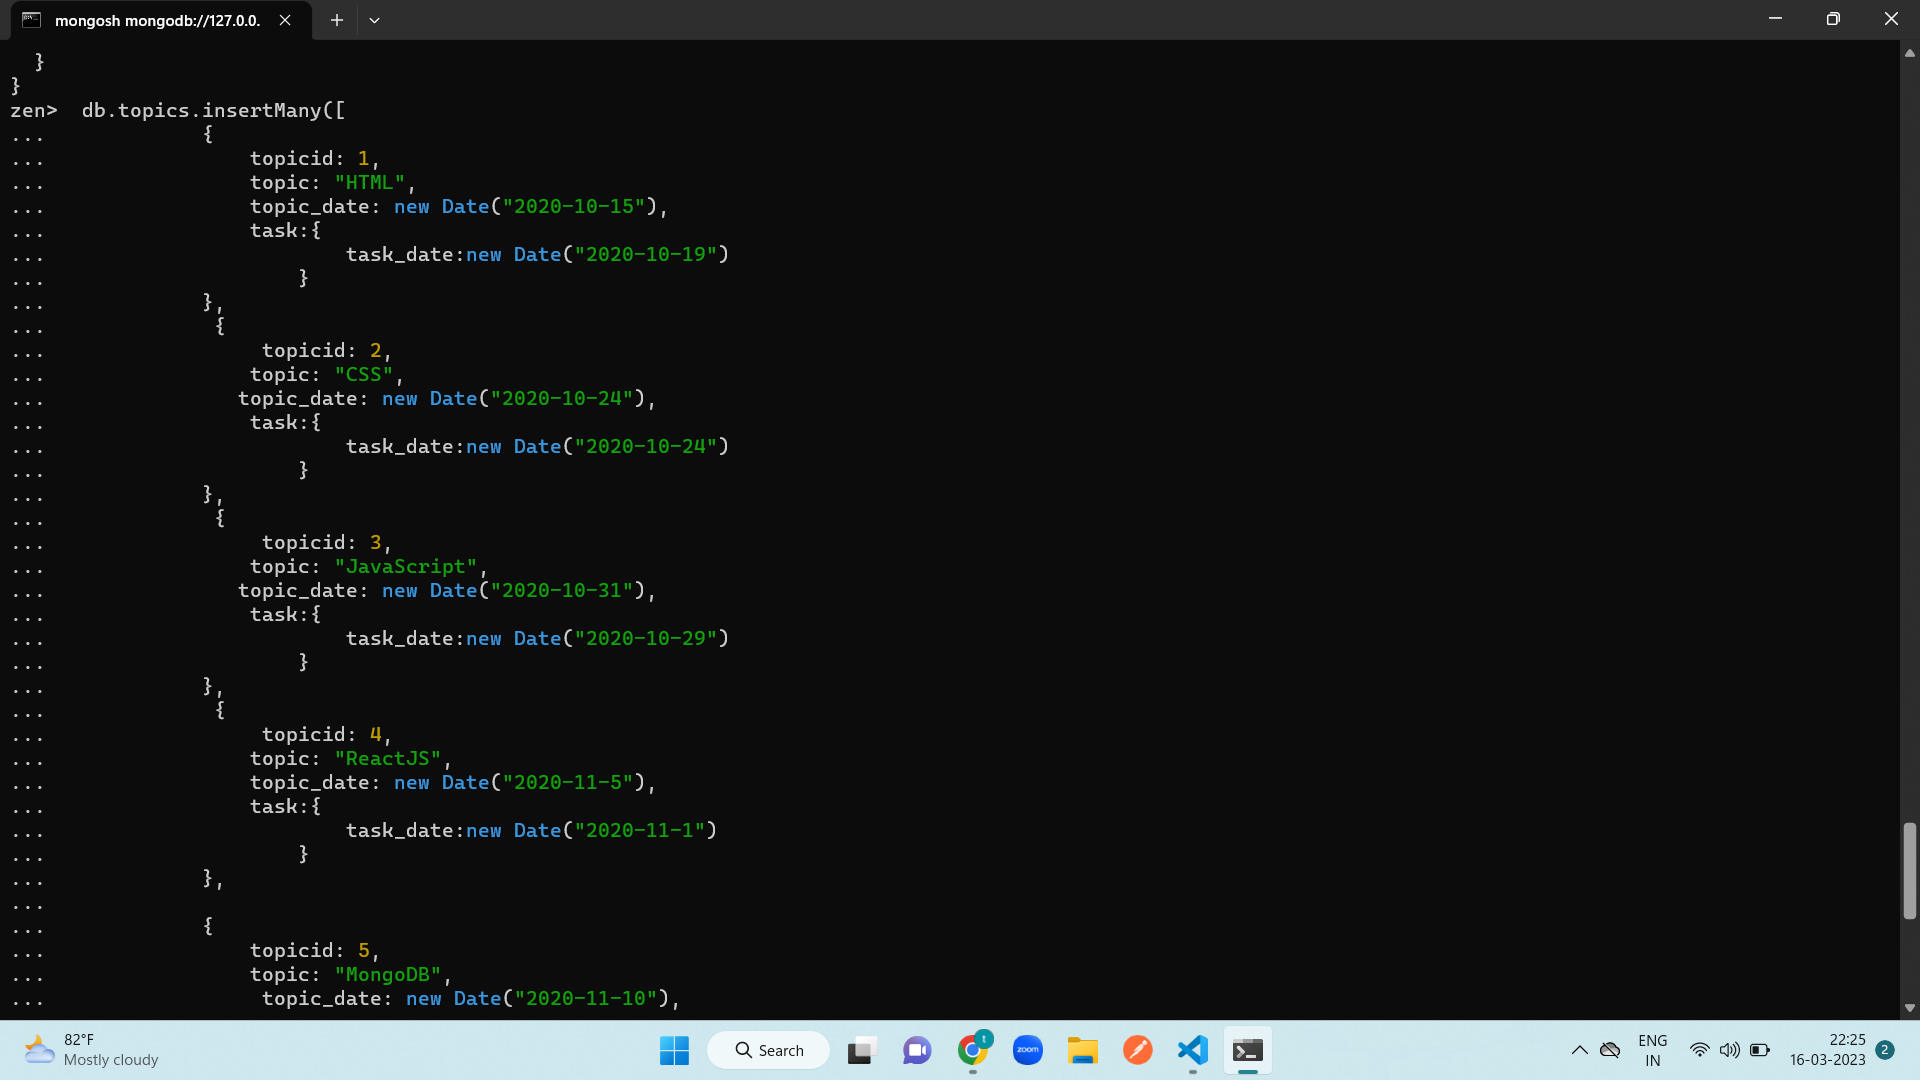 mongosh mongodb://127.0.0.
}
}
zen>  db.topics.insertMany([
...             {
...                 topicid: 1,
...                 topic: "HTML",
...                 topic_date: new Date("2020-10-15"),
...                 task:{
...                         task_date:new Date("2020-10-19")
...                     }
...             },
...              {
...                  topicid: 2,
...                 topic: "CSS",
...                topic_date: new Date("2020-10-24"),
...                 task:{
...                         task_date:new Date("2020-10-24")
...                     }
...             },
...              {
...                  topicid: 3,
...                 topic: "JavaScript",
...                topic_date: new Date("2020-10-31"),
...                 task:{
...                         task_date:new Date("2020-10-29")
...                     }
...             },
...              {
...                  topicid: 4,
...                 topic: "ReactJS",
...                 topic_date: new Date("2020-11-5"),
...                 task:{
...                         task_date:new Date("2020-11-1")
...                     }
...             },
...
...             {
...                 topicid: 5,
...                 topic: "MongoDB",
...                  topic_date: new Date("2020-11-10"),
82°F
Mostly cloudy
Search
t
zoom
ENG
IN
22:25
16-03-2023
2